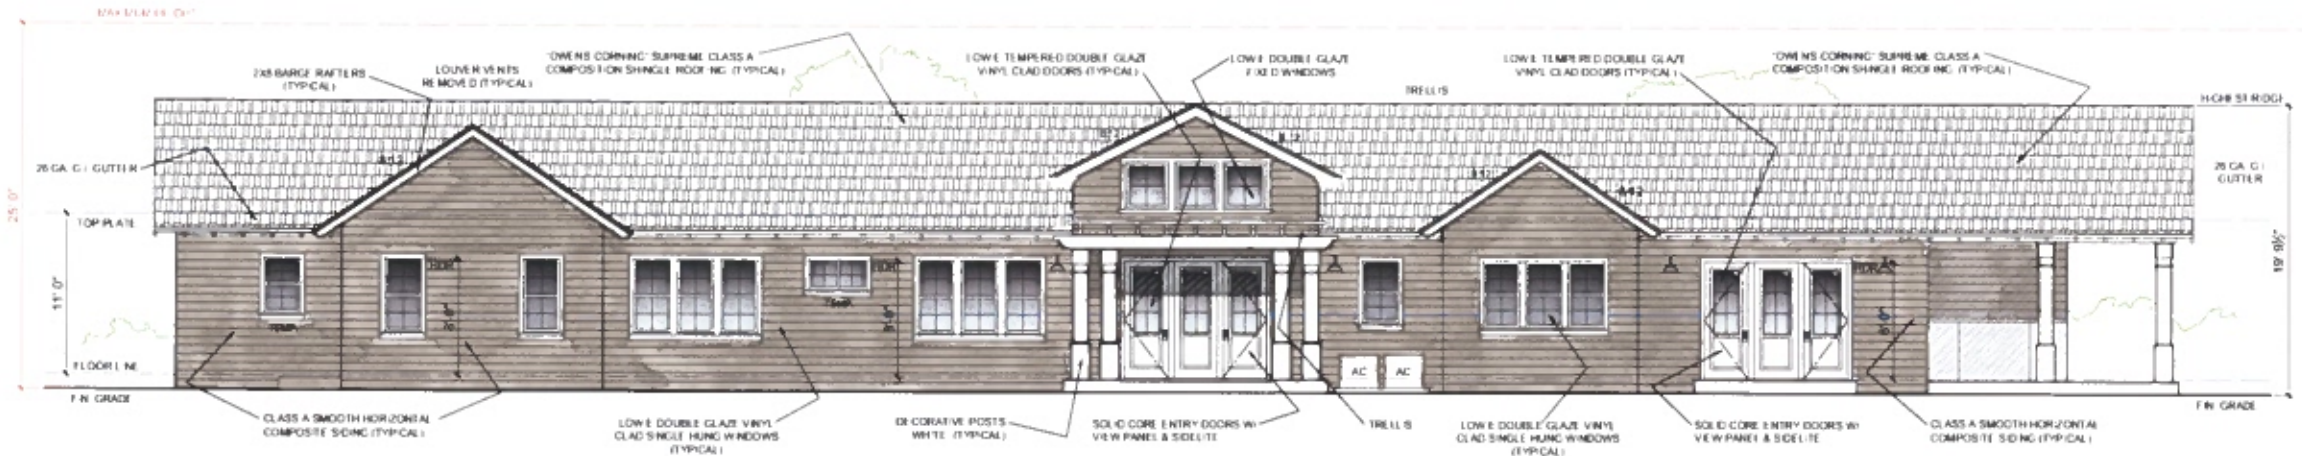 2X8 BARGE RAFTERS
(TYPICAL)
LOUVER VENTS
REMOVED (TYPICAL)
"OWENS CORNING" SUPREME CLASS A
COMPOSITION SHINGLE ROOFING (TYPICAL)
LOW E TEMPERED DOUBLE GLAZE
VINYL CLAD DOORS (TYPICAL)
LOW E DOUBLE GLAZE
FIXED WINDOWS
LOW E TEMPERED DOUBLE GLAZE
VINYL CLAD DOORS (TYPICAL)
"OWENS CORNING" SUPREME CLASS A
COMPOSITION SHINGLE ROOFING (TYPICAL)
TRELLIS
HIGHEST RIDGE
26 GA. G.I. GUTTER
26 GA. G.I.
GUTTER
25'0"
TOP PLATE
11'0"
FLOOR LINE
FIN. GRADE
AC
AC
FIN. GRADE
CLASS A SMOOTH HORIZONTAL
COMPOSITE SIDING (TYPICAL)
LOW E DOUBLE GLAZE VINYL
CLAD SINGLE HUNG WINDOWS
(TYPICAL)
DECORATIVE POSTS
WHITE (TYPICAL)
SOLID CORE ENTRY DOORS W/
VIEW PANEL & SIDELITE
TRELLIS
LOW E DOUBLE GLAZE VINYL
CLAD SINGLE HUNG WINDOWS
(TYPICAL)
SOLID CORE ENTRY DOORS W/
VIEW PANEL & SIDELITE
CLASS A SMOOTH HORIZONTAL
COMPOSITE SIDING (TYPICAL)